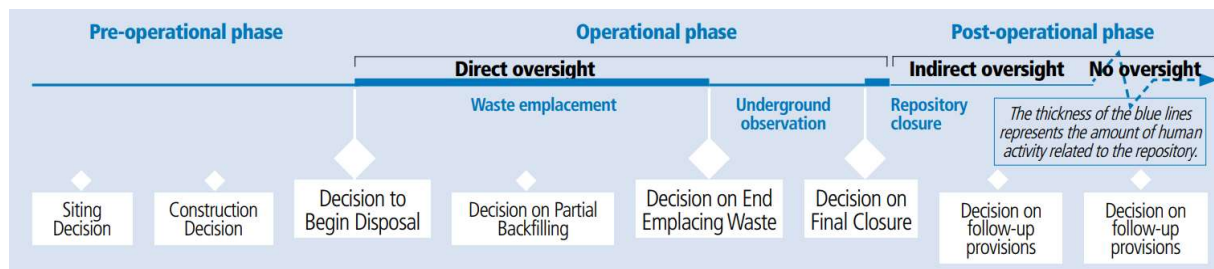 Pre-operational phase
Operational phase
Post-operational phase
Direct oversight
Indirect oversight
No oversight
Waste emplacement
Underground
observation
Repository
closure
The thickness of the blue lines
represents the amount of human
activity related to the repository.
Siting
Decision
Construction
Decision
Decision to
Begin Disposal
Decision on Partial
Backfilling
Decision on End
Emplacing Waste
Decision on
Final Closure
Decision on
follow-up
provisions
Decision on
follow-up
provisions